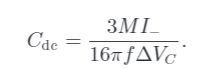 C_dc = 3MI_− / 16πfΔV_C.